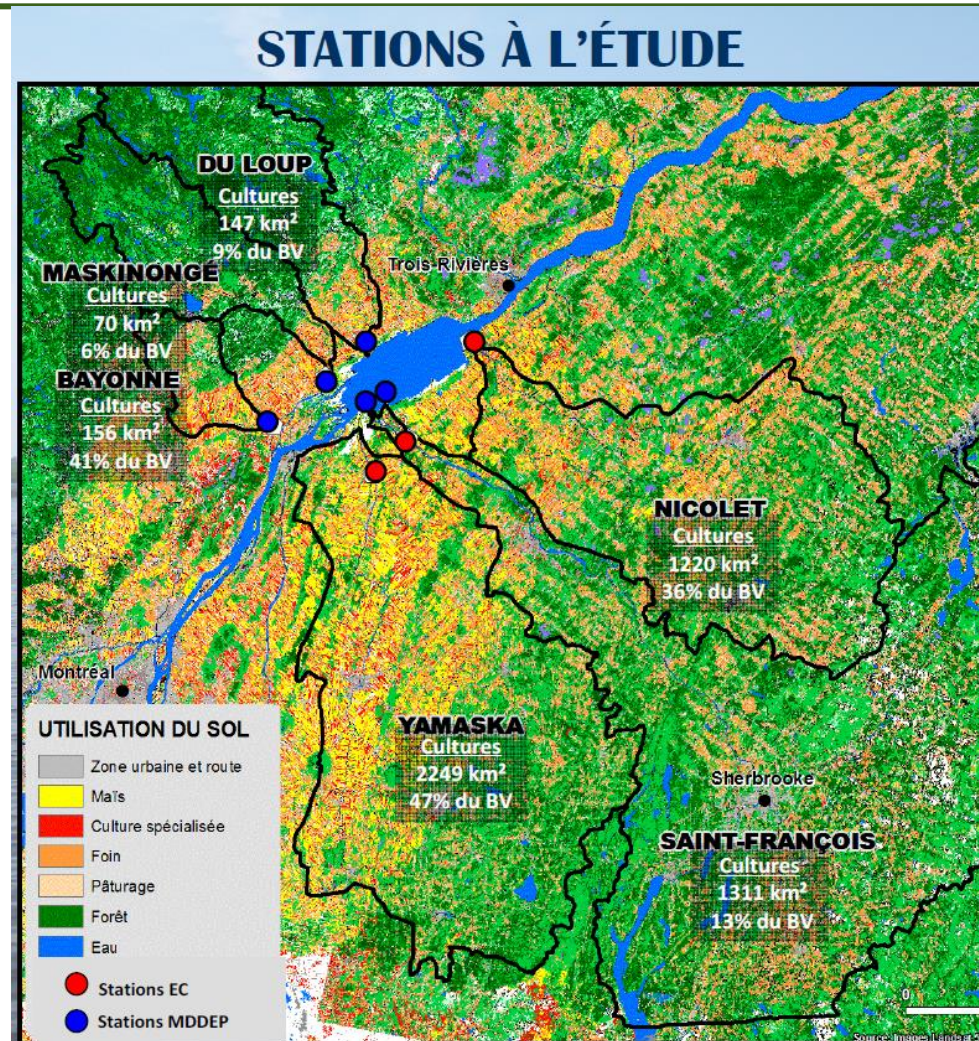 STATIONS À L'ÉTUDE
DU LOUP
Cultures
147 km²
9% du BV
Trois-Rivières
MASKINONGÉ
Cultures
70 km²
6% du BV
BAYONNE
Cultures
156 km²
41% du BV
NICOLET
Cultures
1220 km²
36% du BV
Montréal
YAMASKA
Cultures
2249 km²
47% du BV
Sherbrooke
SAINT-FRANÇOIS
Cultures
1311 km²
13% du BV
UTILISATION DU SOL
Zone urbaine et route
Maïs
Culture spécialisée
Foin
Pâturage
Forêt
Eau
Stations EC
Stations MDDEP
0
Source: Images Landsa